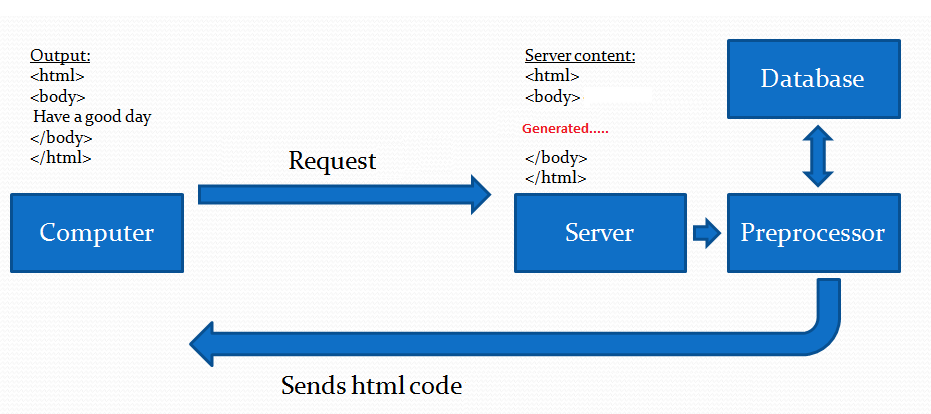 Output:
<html>
<body>
Have a good day
</body>
</html>
Server content:
<html>
<body>
Generated.....
</body>
</html>
Database
Request
Computer
Server
Preprocessor
Sends html code